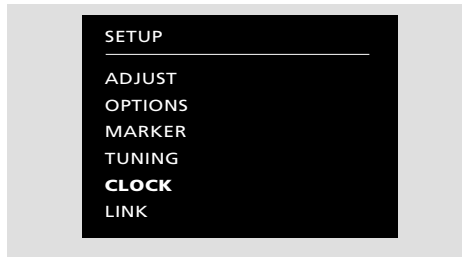 SETUP
ADJUST
OPTIONS
MARKER
TUNING
CLOCK
LINK